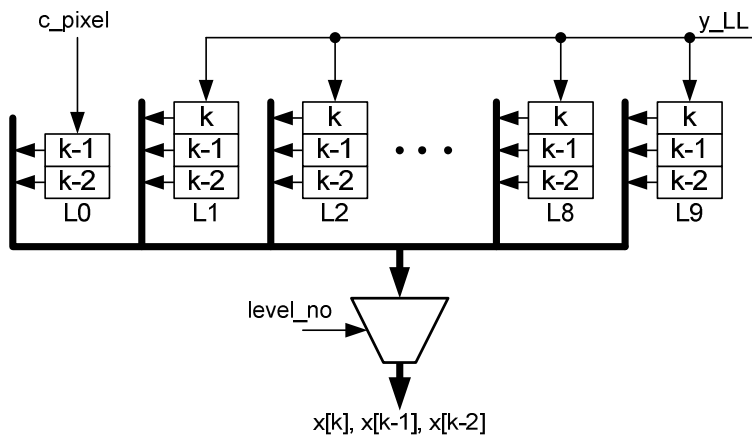 c_pixel
y_LL
k k k k
k-1 k-1 k-1 • • • k-1 k-1
k-2 k-2 k-2 k-2 k-2
L0 L1 L2 L8 L9
level_no
x[k], x[k-1], x[k-2]